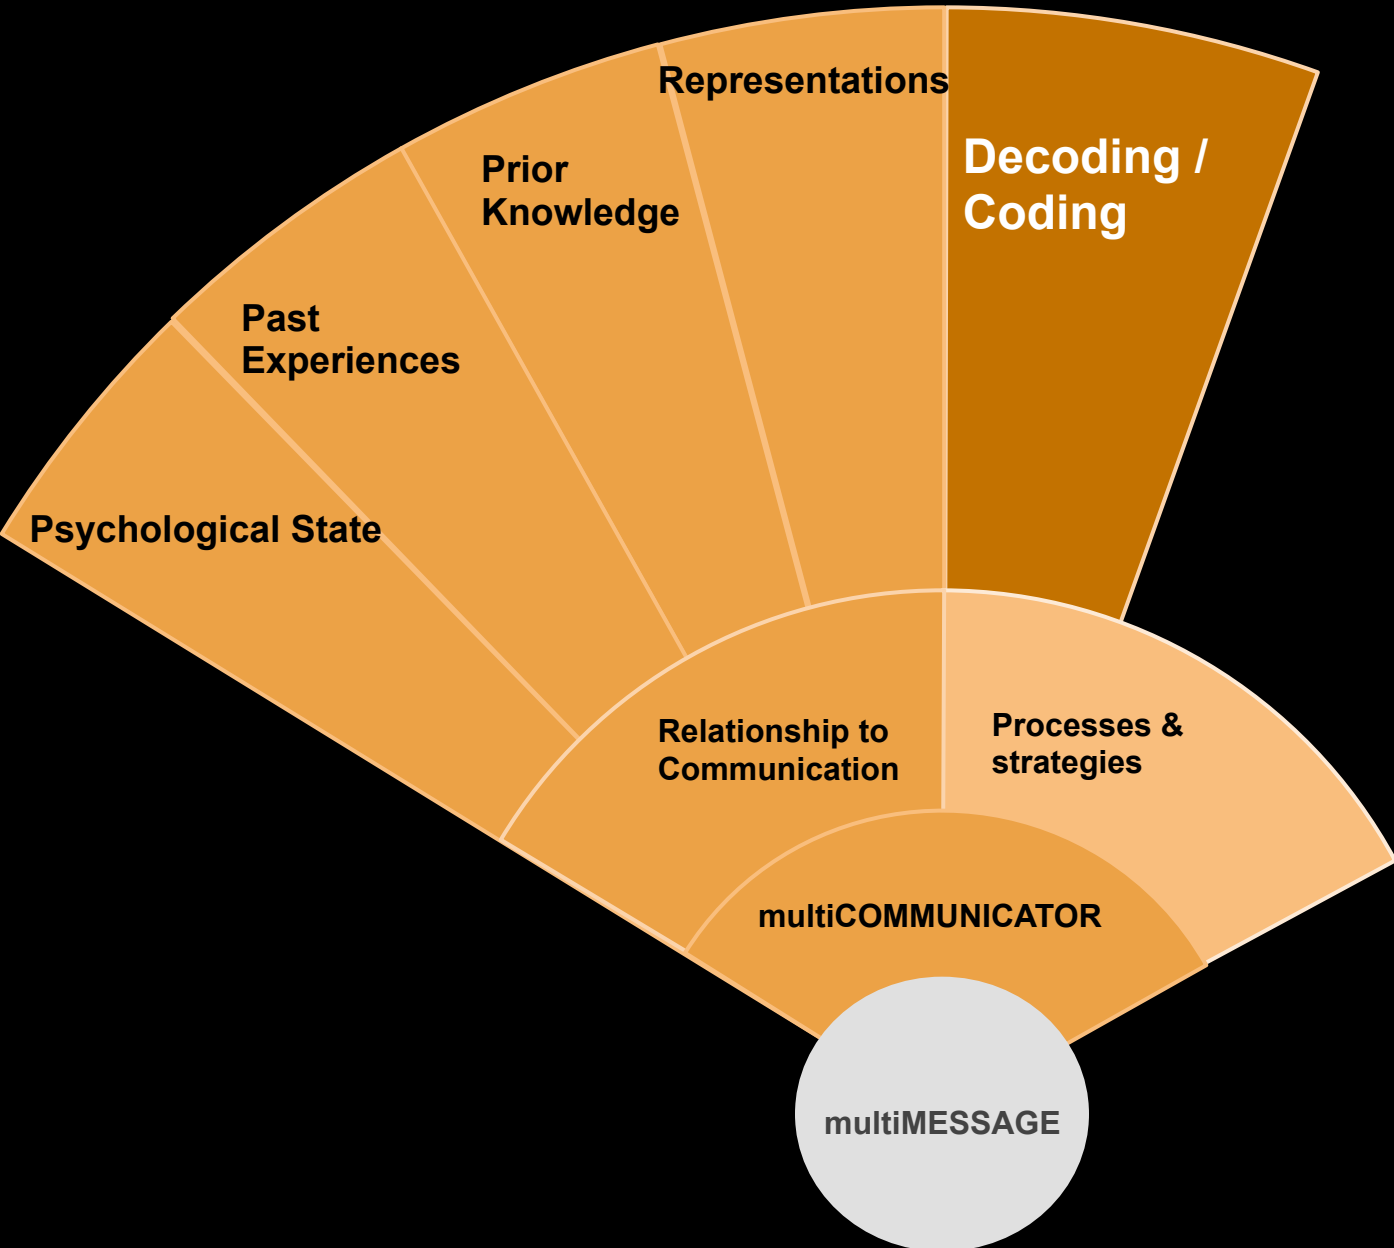 Representations
Decoding /
Coding
Prior
Knowledge
Past
Experiences
Psychological State
Relationship to
Communication
Processes &
strategies
multiCOMMUNICATOR
multiMESSAGE